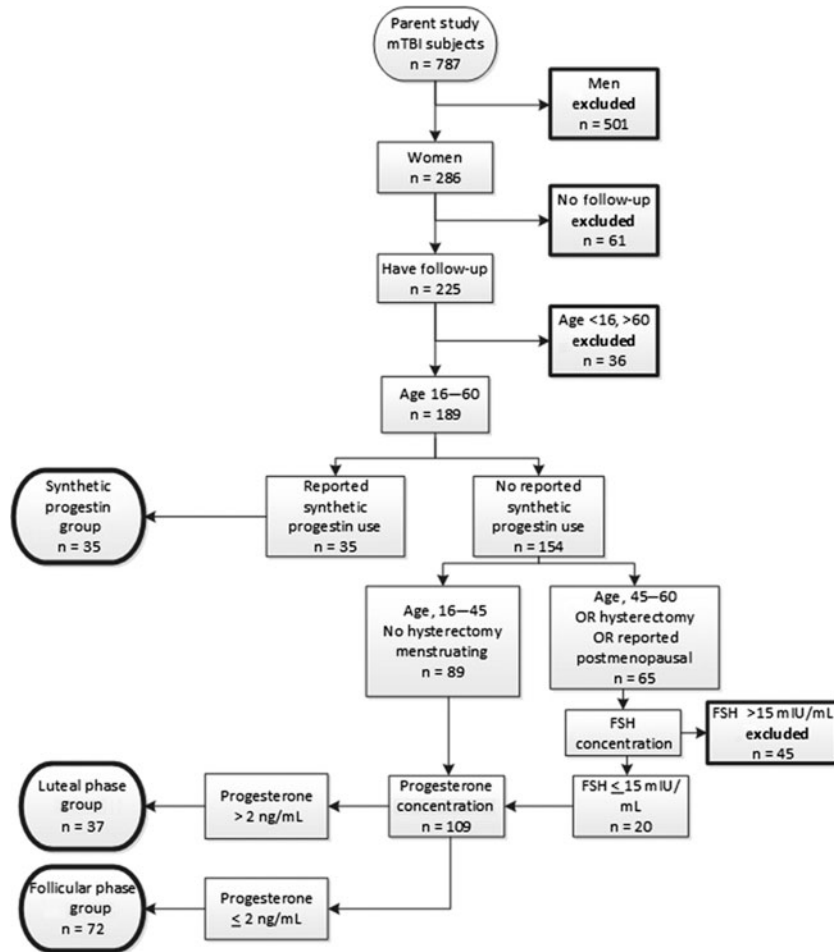 Parent study
mTBI subjects
n = 787
Men
excluded
n = 501
Women
n = 286
No follow-up
excluded
n = 61
Have follow-up
n = 225
Age <16, >60
excluded
n = 36
Age 16—60
n = 189
Synthetic
progestin
group
n = 35
Reported
synthetic
progestin use
n = 35
No reported
synthetic
progestin use
n = 154
Age, 16—45
No hysterectomy
menstruating
n = 89
Age, 45—60
OR hysterectomy
OR reported
postmenopausal
n = 65
FSH
concentration
FSH >15 mIU/mL
excluded
n = 45
Luteal phase
group
n = 37
Progesterone
> 2 ng/mL
Progesterone
concentration
n = 109
FSH ≤ 15 mIU/
mL
n = 20
Follicular phase
group
n = 72
Progesterone
≤ 2 ng/mL